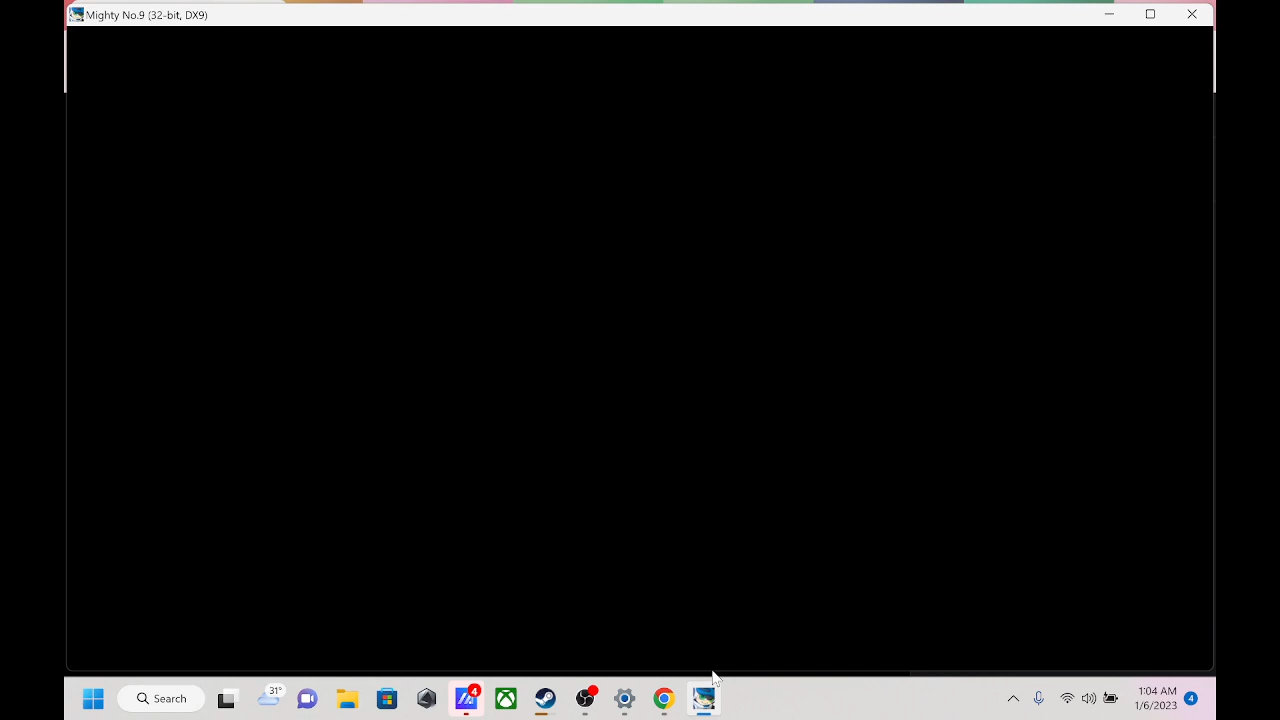 Mighty No.9 (32-bit, DX9)
Search
31°
4
1:04 AM
1/6/2023
4